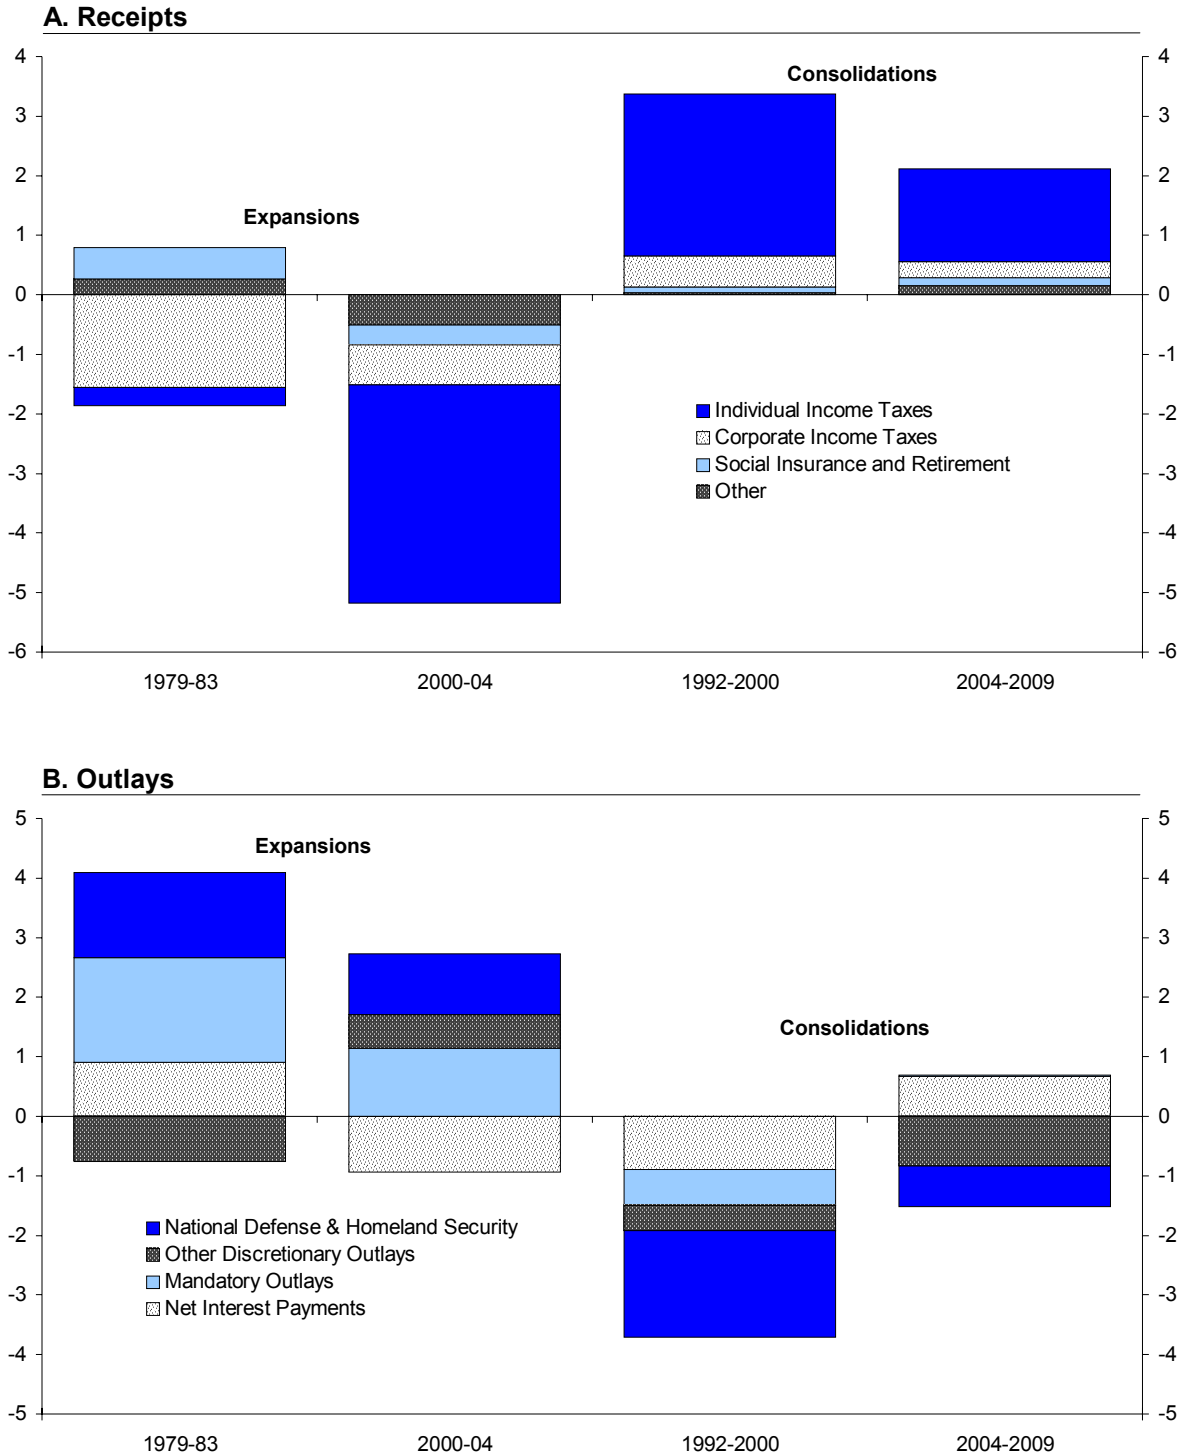 A. Receipts
4 4
Consolidations
3 3
2 2
Expansions
1 1
0 0
-1 -1
-2 -2
Individual Income Taxes
Corporate Income Taxes
-3 -3
Social Insurance and Retirement
Other
-4 -4
-5 -5
-6 -6
1979-83 2000-04 1992-2000 2004-2009
B. Outlays
5 5
Expansions
4 4
3 3
2 2
Consolidations
1 1
0 0
-1 -1
National Defense & Homeland Security
-2 -2
Other Discretionary Outlays
Mandatory Outlays
-3 -3
Net Interest Payments
-4 -4
-5 -5
1979-83 2000-04 1992-2000 2004-2009